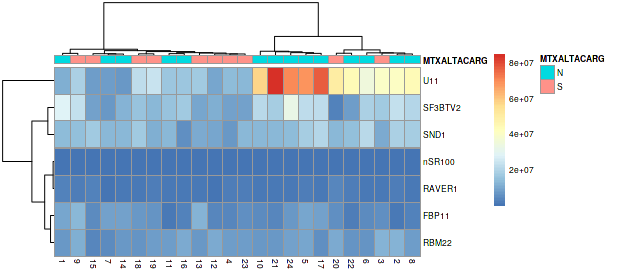 MTXALTACARG
U11
SF3BTV2
SND1
nSR100
RAVER1
FBP11
RBM22
1 9 15 7 14 18 19 11 16 13 12 4 23 10 21 24 5 17 20 22 6 3 2 8
8e+07
6e+07
4e+07
2e+07
MTXALTACARG
N
S